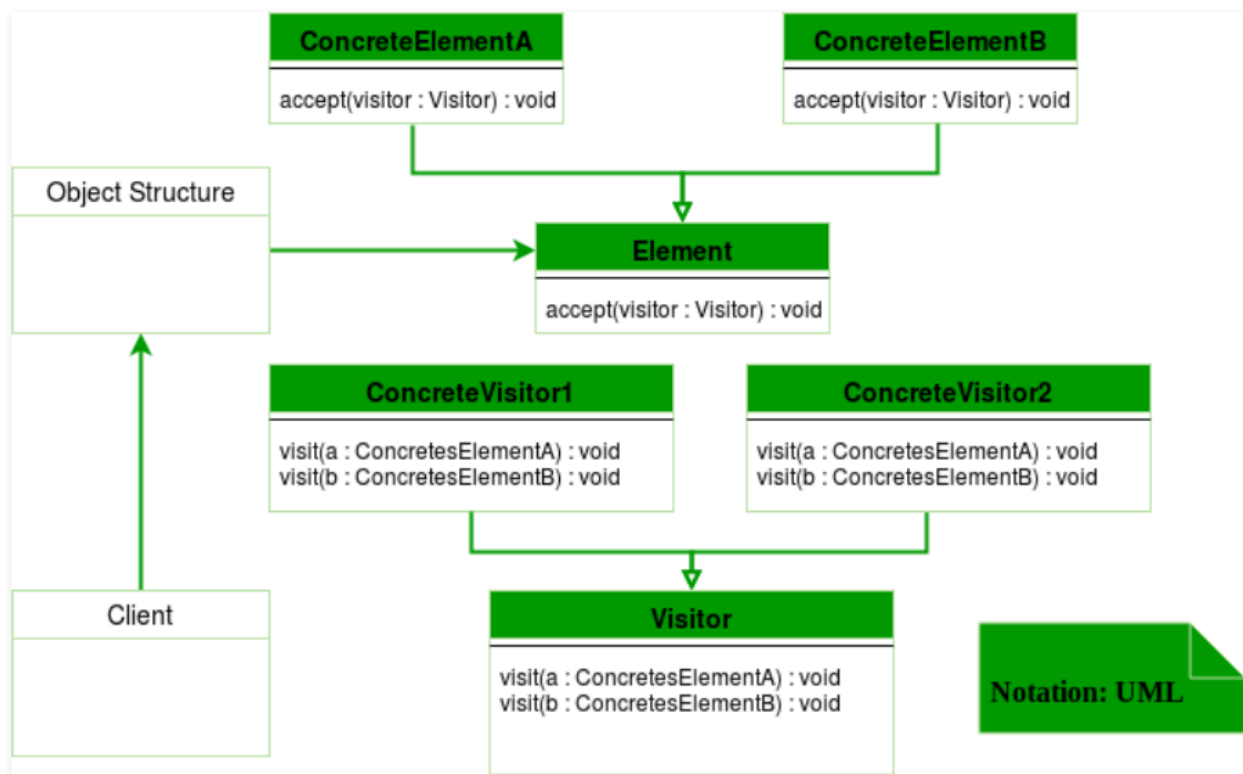 ConcreteElementA
accept(visitor : Visitor) : void
ConcreteElementB
accept(visitor : Visitor) : void
Object Structure
Element
accept(visitor : Visitor) : void
ConcreteVisitor1
visit(a : ConcretesElementA) : void
visit(b : ConcretesElementB) : void
ConcreteVisitor2
visit(a : ConcretesElementA) : void
visit(b : ConcretesElementB) : void
Client
Visitor
visit(a : ConcretesElementA) : void
visit(b : ConcretesElementB) : void
Notation: UML